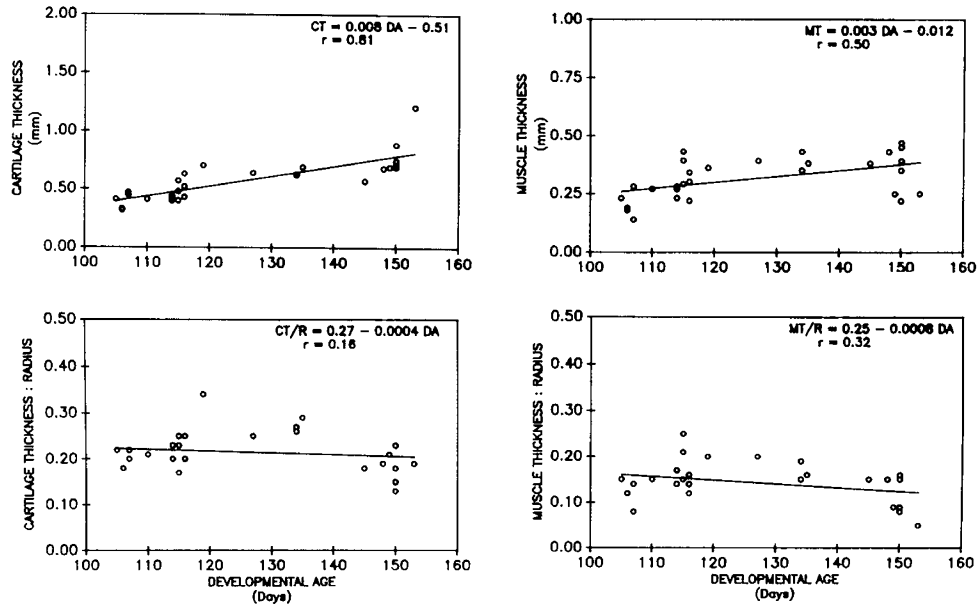 2.00
1.50
1.00
0.50
0.00
CARTILAGE THICKNESS
(mm)
CT = 0.008 DA - 0.51
r = 0.81
100 110 120 130 140 150 160
1.00
0.75
0.50
0.25
0.00
MUSCLE THICKNESS
(mm)
MT = 0.003 DA - 0.012
r = 0.50
100 110 120 130 140 150 160
0.50
0.40
0.30
0.20
0.10
0.00
CARTILAGE THICKNESS : RADIUS
CT/R = 0.27 - 0.0004 DA
r = 0.16
100 110 120 130 140 150 160
DEVELOPMENTAL AGE
(Days)
0.50
0.40
0.30
0.20
0.10
0.00
MUSCLE THICKNESS : RADIUS
MT/R = 0.25 - 0.0008 DA
r = 0.32
100 110 120 130 140 150 160
DEVELOPMENTAL AGE
(Days)